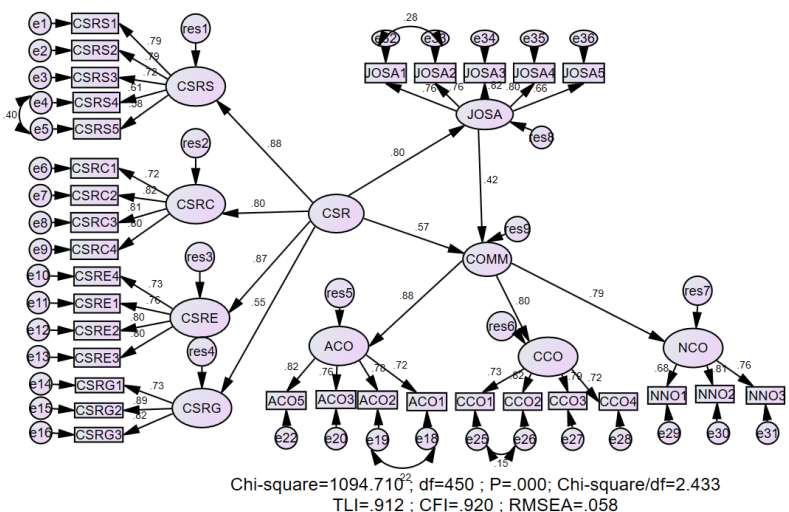 e1 CSRS1 .79
e2 CSRS2 .79
e3 CSRS3 .72
e4 CSRS4 .61
e5 CSRS5 .58
.40
res1
CSRS
e6 CSRC1 .72
e7 CSRC2 .82
e8 CSRC3 .81
e9 CSRC4 .80
res2
CSRC
e10 CSRE4 .73
e11 CSRE1 .76
e12 CSRE2 .80
e13 CSRE3 .80
res3
CSRE
e14 CSRG1 .73
e15 CSRG2 .89
e16 CSRG3 .82
res4
CSRG
CSR
.88
.80
.87
.55
.80
.57
.28
e32 e33 e34 e35 e36
JOSA1 JOSA2 JOSA3 JOSA4 JOSA5
.76 .76 .82 .80 .66
JOSA
res8
.42
res9
COMM
.88 .80 .79
res5
ACO
.82 .76 .78 .72
ACO5 ACO3 ACO2 ACO1
e22 e20 e19 e18
.22
res6
CCO
.73 .82 .79 .72
CCO1 CCO2 CCO3 CCO4
e25 e26 e27 e28
.15
res7
NCO
.68 .81 .76
NNO1 NNO2 NNO3
e29 e30 e31
Chi-square=1094.710 ; df=450 ; P=.000; Chi-square/df=2.433
TLI=.912 ; CFI=.920 ; RMSEA=.058